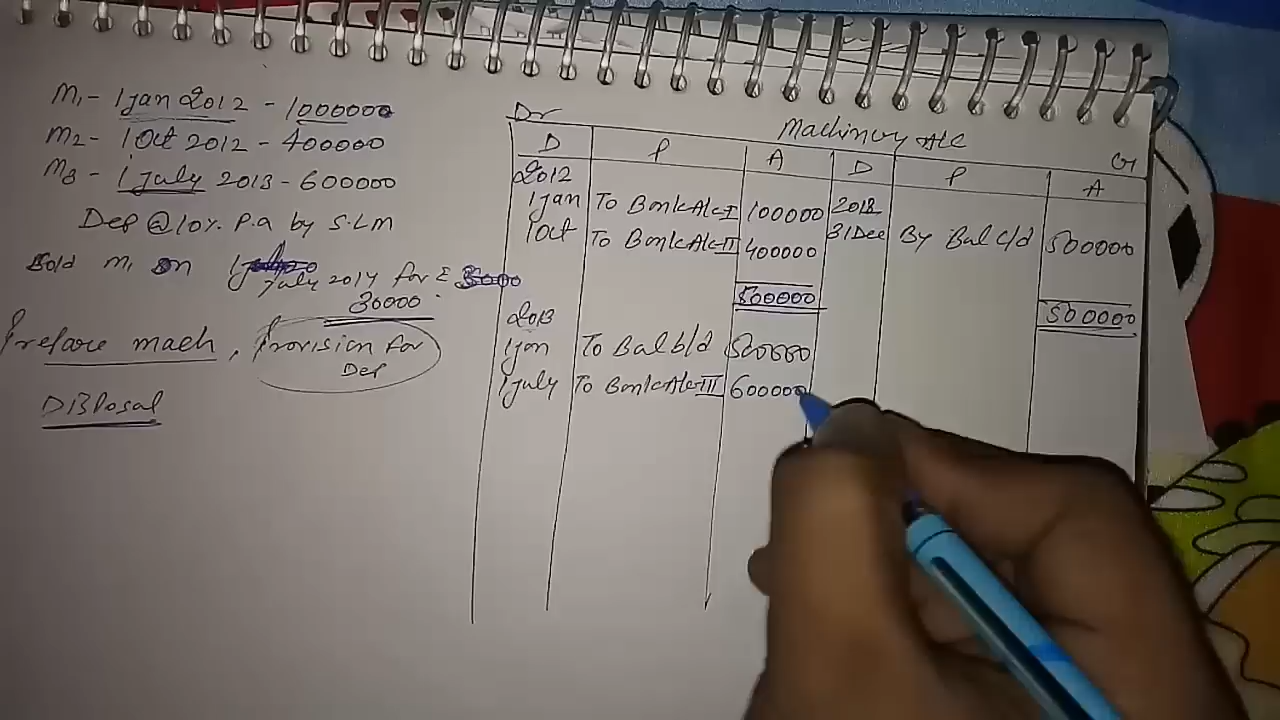 M1 - 1 jan 2012 - 1000000
M2 - 1 Oct 2012 - 400000
M3 - 1 july 2013 - 600000
Dep @ 10% P.a by S.L.M
Sold M1 on 1 july 2014 for
30000
Prepare mach, Provision for
Dep
DISPosal
Dr
Machinery A/C
Cr
D P A D P A
2012
1 jan To Bank A/c I 100000 2012
1 Oct To Bank A/c II 400000 31 Dec By Bal c/d 500000
500000 500000
2013
1 jan To Bal b/d 500000
1 july To Bank A/c III 600000